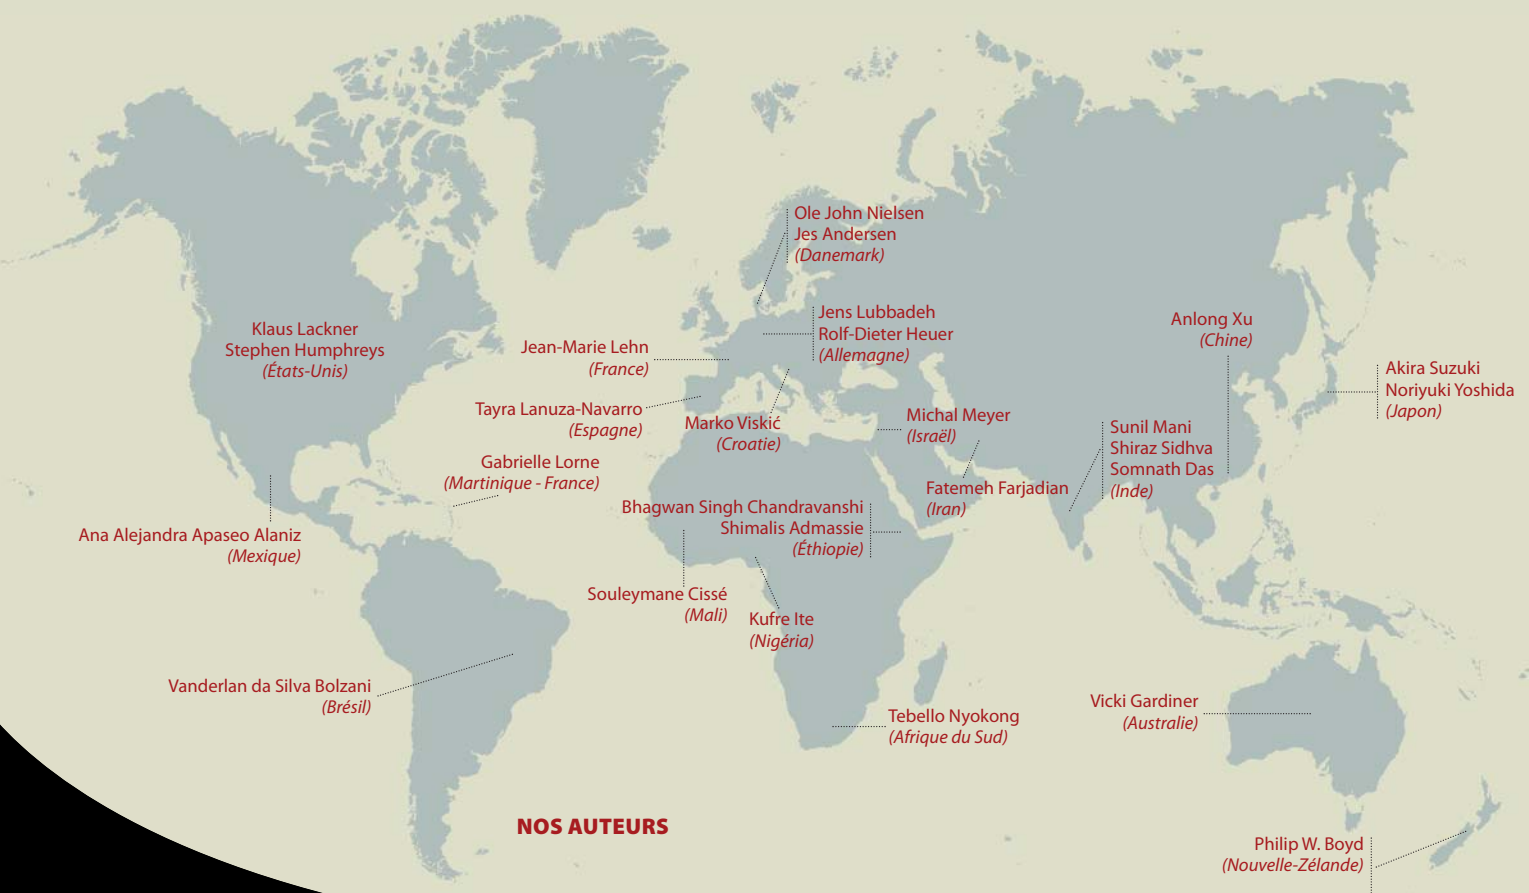 Ole John Nielsen
Jes Andersen
(Danemark)
Klaus Lackner
Stephen Humphreys
(États-Unis)
Jens Lubbadeh
Rolf-Dieter Heuer
(Allemagne)
Anlong Xu
(Chine)
Jean-Marie Lehn
(France)
Akira Suzuki
Noriyuki Yoshida
(Japon)
Tayra Lanuza-Navarro
(Espagne)
Marko Viskić
(Croatie)
Michal Meyer
(Israël)
Sunil Mani
Shiraz Sidhva
Somnath Das
(Inde)
Gabrielle Lorne
(Martinique - France)
Fatemeh Farjadian
(Iran)
Bhagwan Singh Chandravanshi
Shimalis Admassie
(Éthiopie)
Ana Alejandra Apaseo Alaniz
(Mexique)
Souleymane Cissé
(Mali)
Kufre Ite
(Nigéria)
Vanderlan da Silva Bolzani
(Brésil)
Tebello Nyokong
(Afrique du Sud)
Vicki Gardiner
(Australie)
NOS AUTEURS
Philip W. Boyd
(Nouvelle-Zélande)